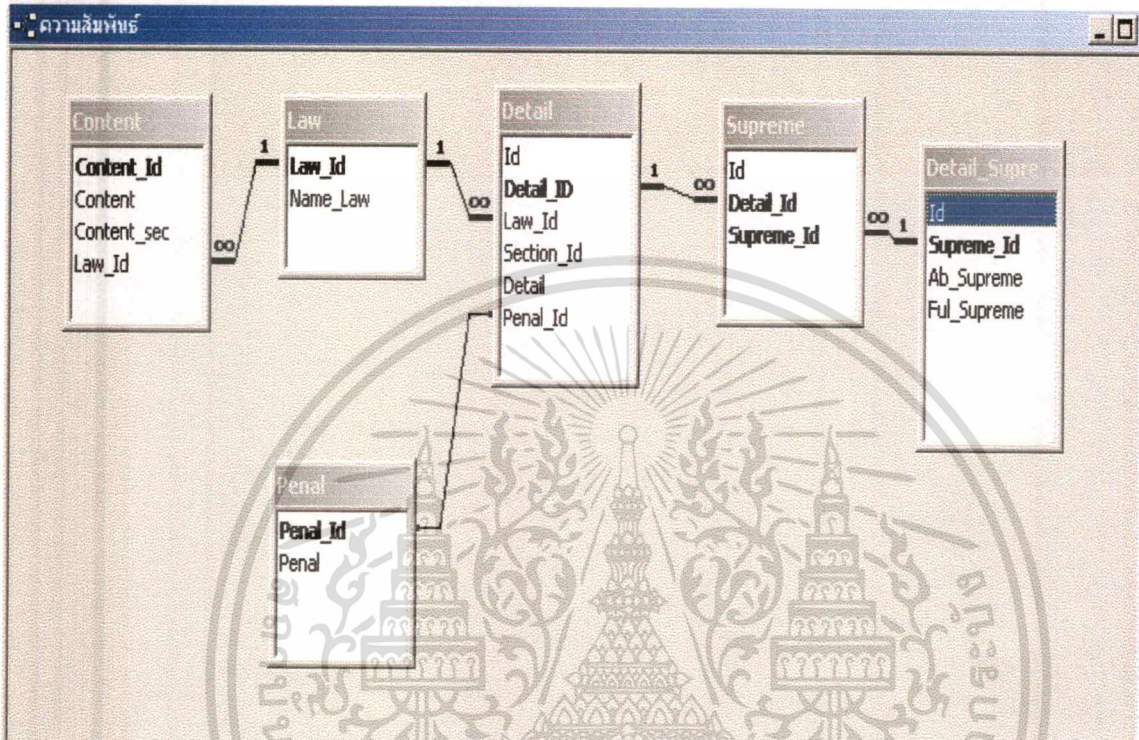 ความสัมพันธ์
Content
Content_Id
Content
Content_sec
Law_Id
∞
1
Law
Law_Id
Name_Law
1
∞
Detail
Id
Detail_ID
Law_Id
Section_Id
Detail
Penal_Id
1
∞
Supreme
Id
Detail_Id
Supreme_Id
∞
1
Detail_Supre
Id
Supreme_Id
Ab_Supreme
Ful_Supreme
Penal
Penal_Id
Penal